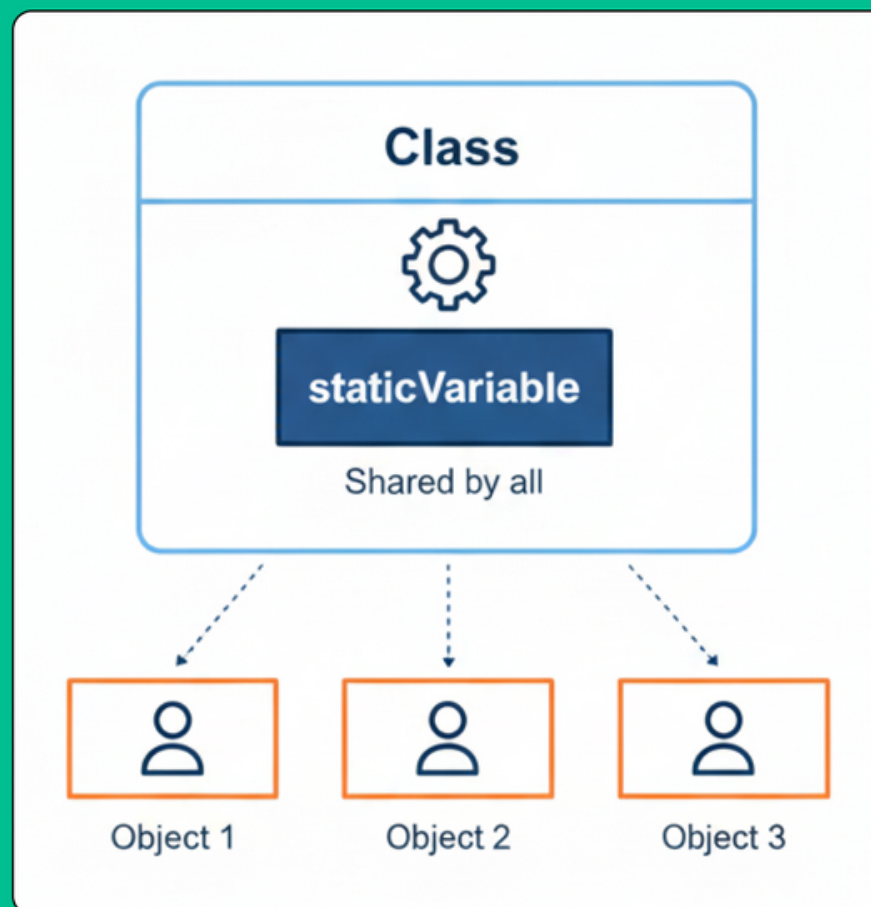 Class
staticVariable
Shared by all
Object 1
Object 2
Object 3